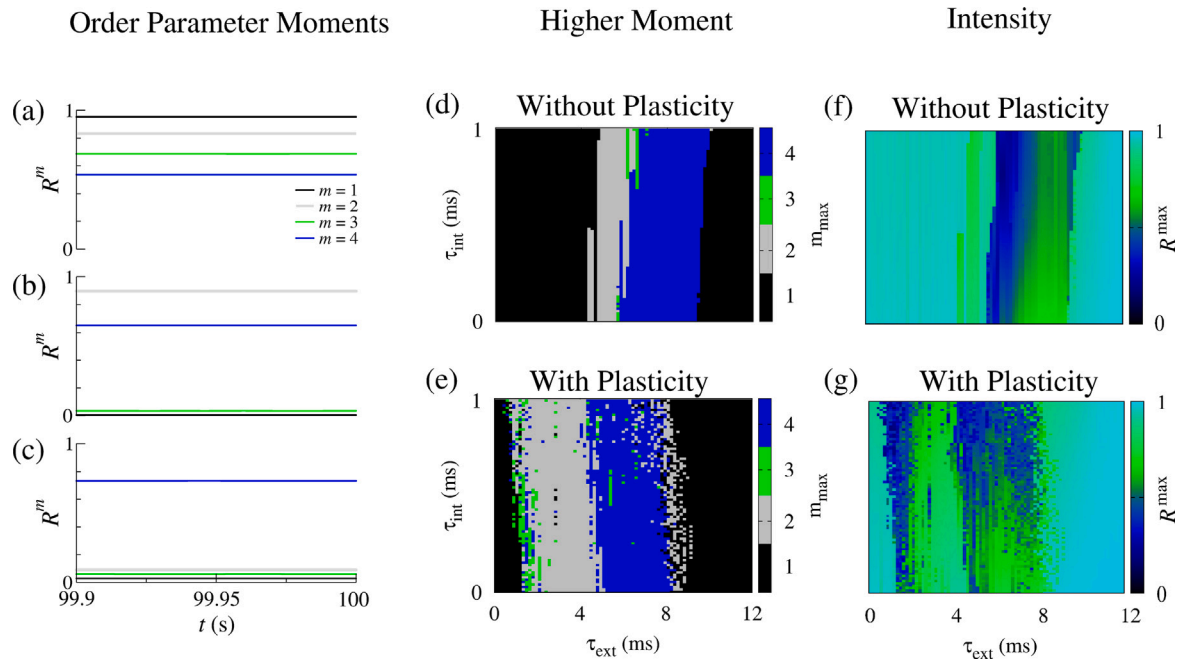 Order Parameter Moments
Higher Moment
Intensity
(a)
1
R^m
0
m = 1
m = 2
m = 3
m = 4
(b)
1
R^m
0
(c)
1
R^m
0
99.9 99.95 100
t (s)
(d) Without Plasticity
1
τ_int (ms)
0
4
3
2
1
m_max
(e) With Plasticity
1
τ_int (ms)
0
0 4 8 12
τ_ext (ms)
4
3
2
1
m_max
(f) Without Plasticity
1
R^max
0
(g) With Plasticity
1
R^max
0
0 4 8 12
τ_ext (ms)